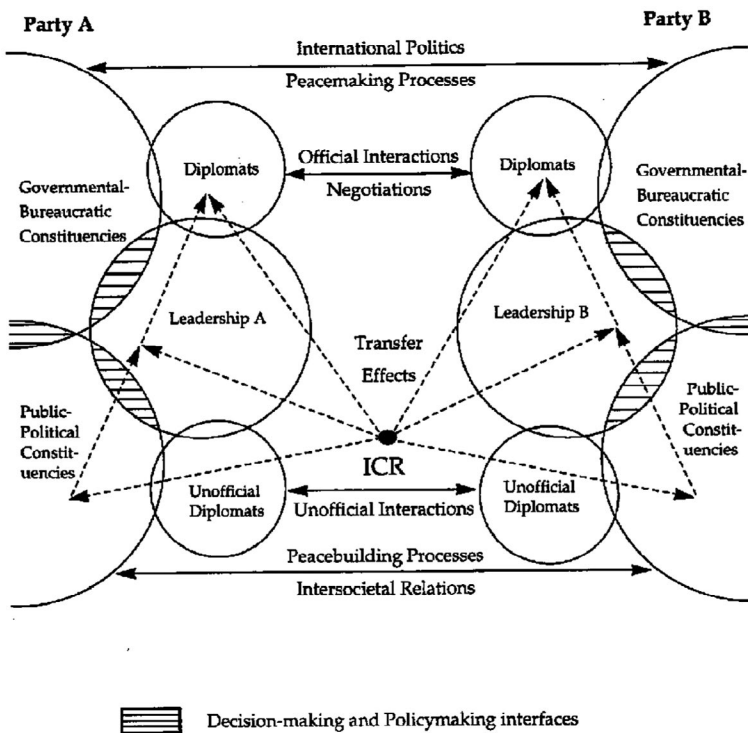 Party A
Party B
International Politics
Peacemaking Processes
Diplomats
Official Interactions
Negotiations
Diplomats
Governmental-
Bureaucratic
Constituencies
Governmental-
Bureaucratic
Constituencies
Leadership A
Transfer
Effects
Leadership B
Public-
Political
Constit-
uencies
Public-
Political
Constit-
uencies
ICR
Unofficial
Diplomats
Unofficial Interactions
Unofficial
Diplomats
Peacebuilding Processes
Intersocietal Relations
Decision-making and Policymaking interfaces